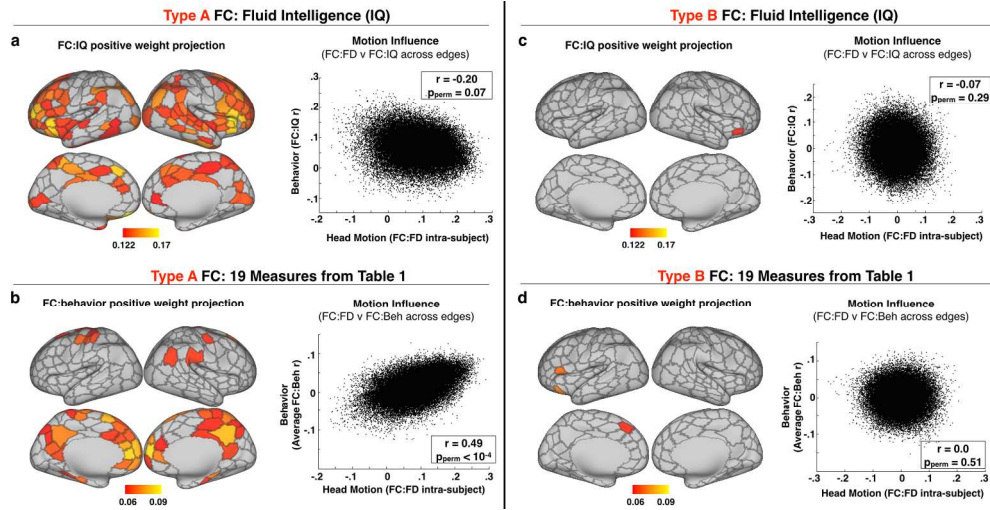 Type A FC: Fluid Intelligence (IQ)
a
FC:IQ positive weight projection
Motion Influence
(FC:FD v FC:IQ across edges)
r = -0.20
pperm = 0.07
Behavior (FC:IQ r)
.3
.2
.1
0
-.1
-.2 -.1 0 .1 .2 .3
Head Motion (FC:FD intra-subject)
0.122 0.17
Type B FC: Fluid Intelligence (IQ)
c
FC:IQ positive weight projection
Motion Influence
(FC:FD v FC:IQ across edges)
r = -0.07
pperm = 0.29
Behavior (FC:IQ r)
.2
.1
0
-.1
-.2
-.3 -.2 -.1 0 .1 .2 .3
Head Motion (FC:FD intra-subject)
0.122 0.17
Type A FC: 19 Measures from Table 1
b
FC:behavior positive weight projection
Motion Influence
(FC:FD v FC:Beh across edges)
Behavior
(Average FC:Beh r)
.1
0
-.1
r = 0.49
pperm < 10-4
-.2 -.1 0 .1 .2 .3
Head Motion (FC:FD intra-subject)
0.06 0.09
Type B FC: 19 Measures from Table 1
d
FC:behavior positive weight projection
Motion Influence
(FC:FD v FC:Beh across edges)
Behavior
(Average FC:Beh r)
.1
0
.1
r = 0.0
pperm = 0.51
-0.3 -0.2 -0.1 0 0.1 0.2 0.3
Head Motion (FC:FD intra-subject)
0.06 0.09